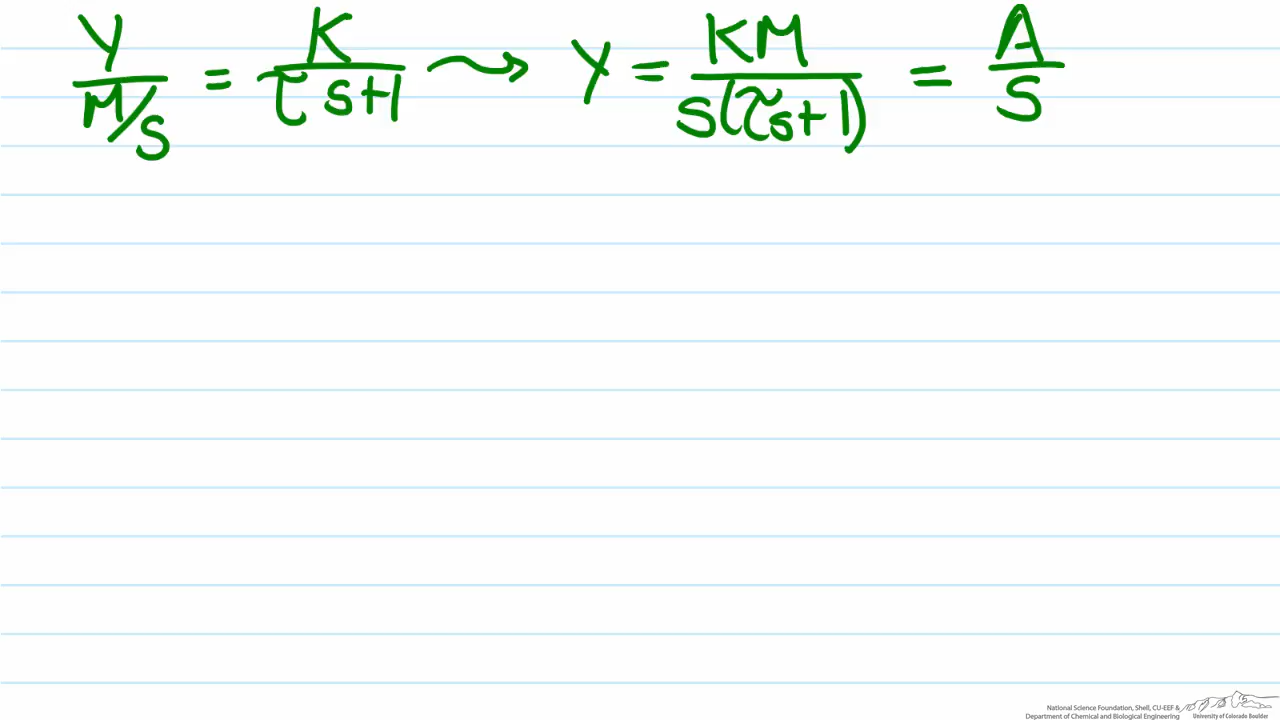 Y/(M/s) = K/(τs+1) ⇝ Y = KM/(s(τs+1)) = A/s
National Science Foundation, Shell, CU-EEF &
Department of Chemical and Biological Engineering
University of Colorado Boulder